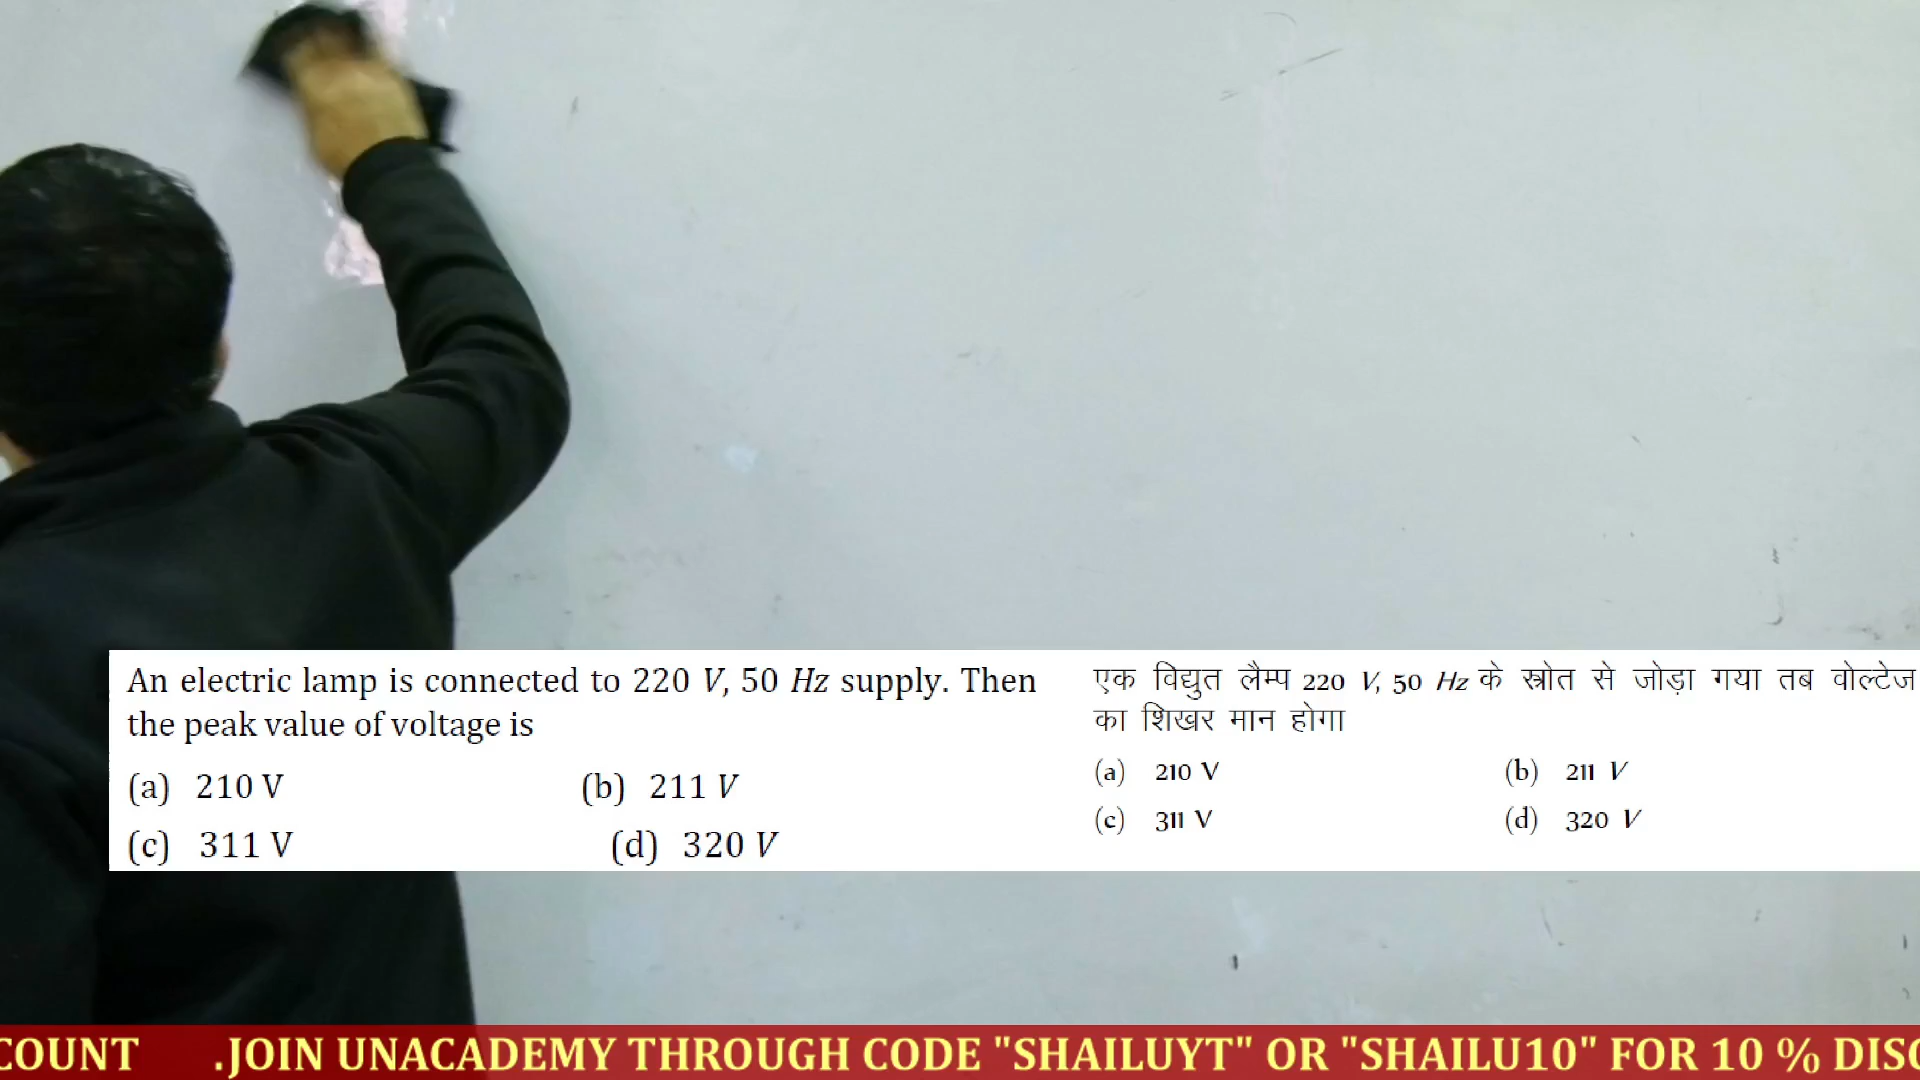 An electric lamp is connected to 220 V, 50 Hz supply. Then
the peak value of voltage is
(a) 210 V (b) 211 V
(c) 311 V (d) 320 V
एक विद्युत लैम्प 220 V, 50 Hz के स्त्रोत से जोड़ा गया तब वोल्टेज
का शिखर मान होगा
(a) 210 V (b) 211 V
(c) 311 V (d) 320 V
COUNT .JOIN UNACADEMY THROUGH CODE "SHAILUYT" OR "SHAILU10" FOR 10 % DISC